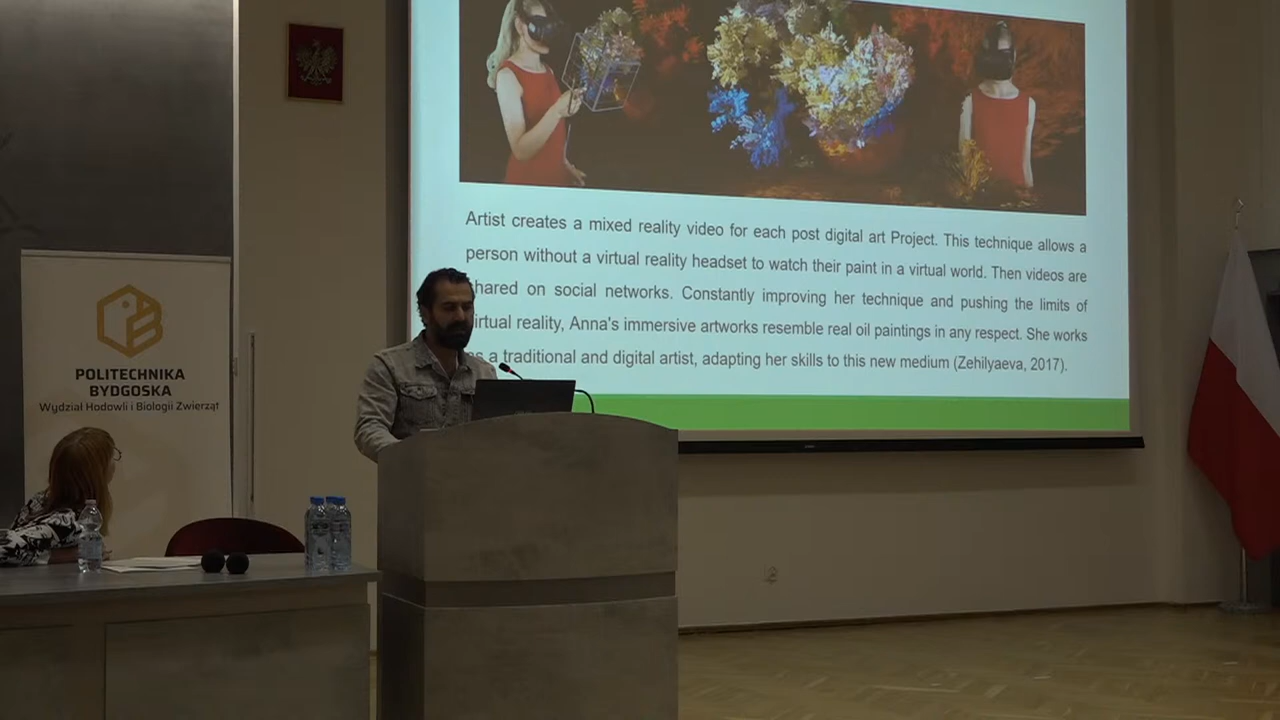 Artist creates a mixed reality video for each post digital art Project. This technique allows a
person without a virtual reality headset to watch their paint in a virtual world. Then videos are
shared on social networks. Constantly improving her technique and pushing the limits of
virtual reality, Anna's immersive artworks resemble real oil paintings in any respect. She works
as a traditional and digital artist, adapting her skills to this new medium (Zehilyaeva, 2017).
POLITECHNIKA
BYDGOSKA
Wydział Hodowli i Biologii Zwierząt